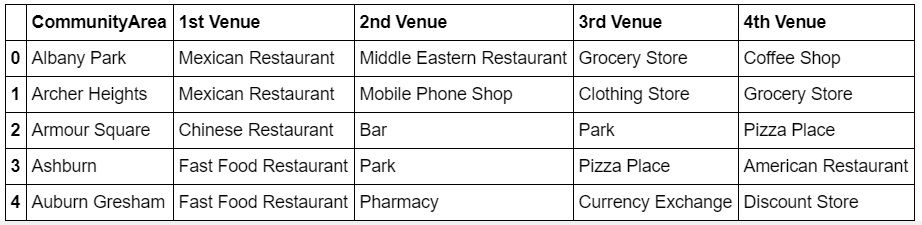 CommunityArea 1st Venue 2nd Venue 3rd Venue 4th Venue
0 Albany Park Mexican Restaurant Middle Eastern Restaurant Grocery Store Coffee Shop
1 Archer Heights Mexican Restaurant Mobile Phone Shop Clothing Store Grocery Store
2 Armour Square Chinese Restaurant Bar Park Pizza Place
3 Ashburn Fast Food Restaurant Park Pizza Place American Restaurant
4 Auburn Gresham Fast Food Restaurant Pharmacy Currency Exchange Discount Store